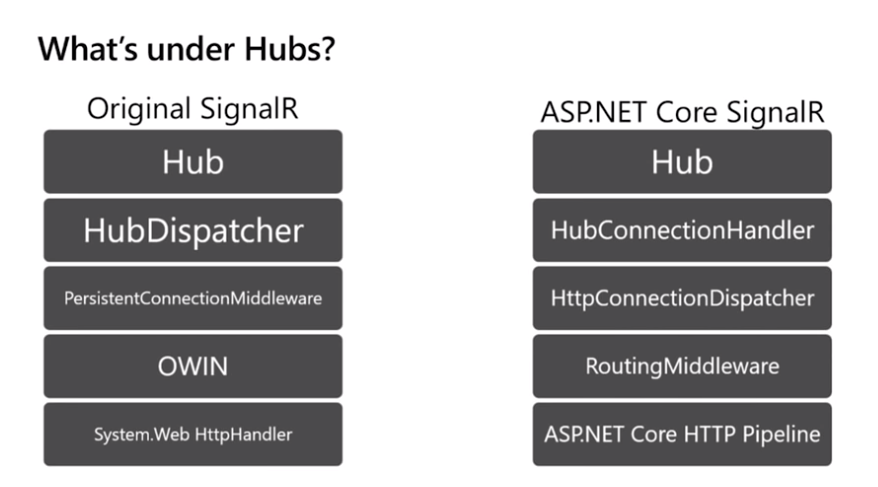 What's under Hubs?
Original SignalR
Hub
HubDispatcher
PersistentConnectionMiddleware
OWIN
System.Web HttpHandler
ASP.NET Core SignalR
Hub
HubConnectionHandler
HttpConnectionDispatcher
RoutingMiddleware
ASP.NET Core HTTP Pipeline